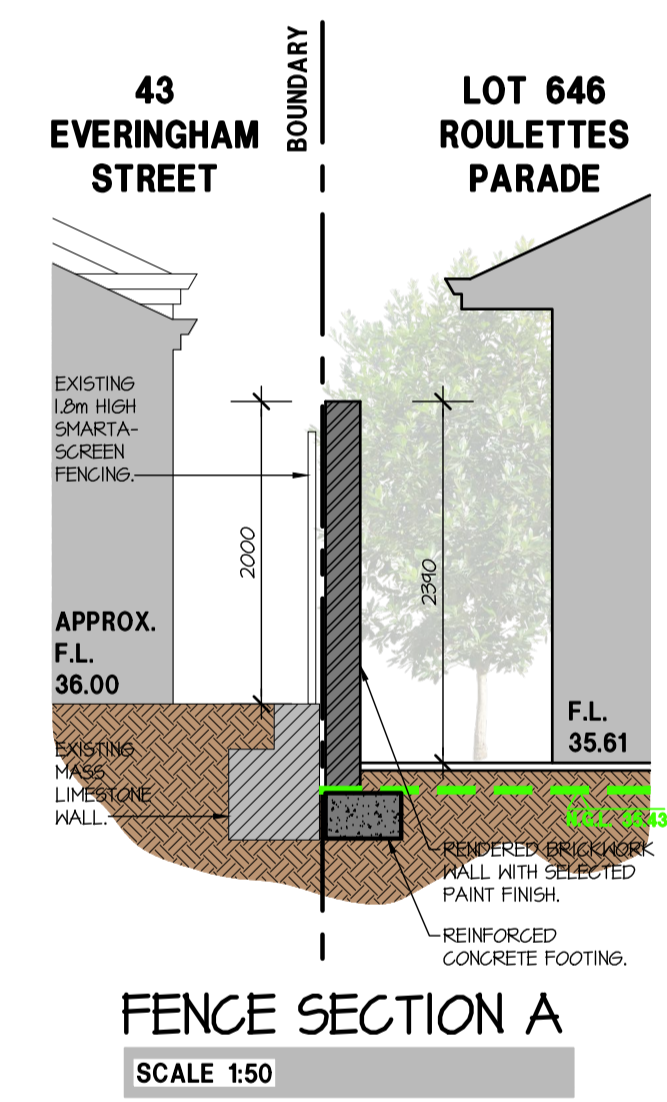 BOUNDARY
43
EVERINGHAM
STREET
LOT 646
ROULETTES
PARADE
EXISTING
1.8m HIGH
SMARTA-
SCREEN
FENCING.
2000
2390
APPROX.
F.L.
36.00
F.L.
35.61
EXISTING
MASS
LIMESTONE
WALL.
N.G.L. 35.43
RENDERED BRICKWORK
WALL WITH SELECTED
PAINT FINISH.
REINFORCED
CONCRETE FOOTING.
FENCE SECTION A
SCALE 1:50